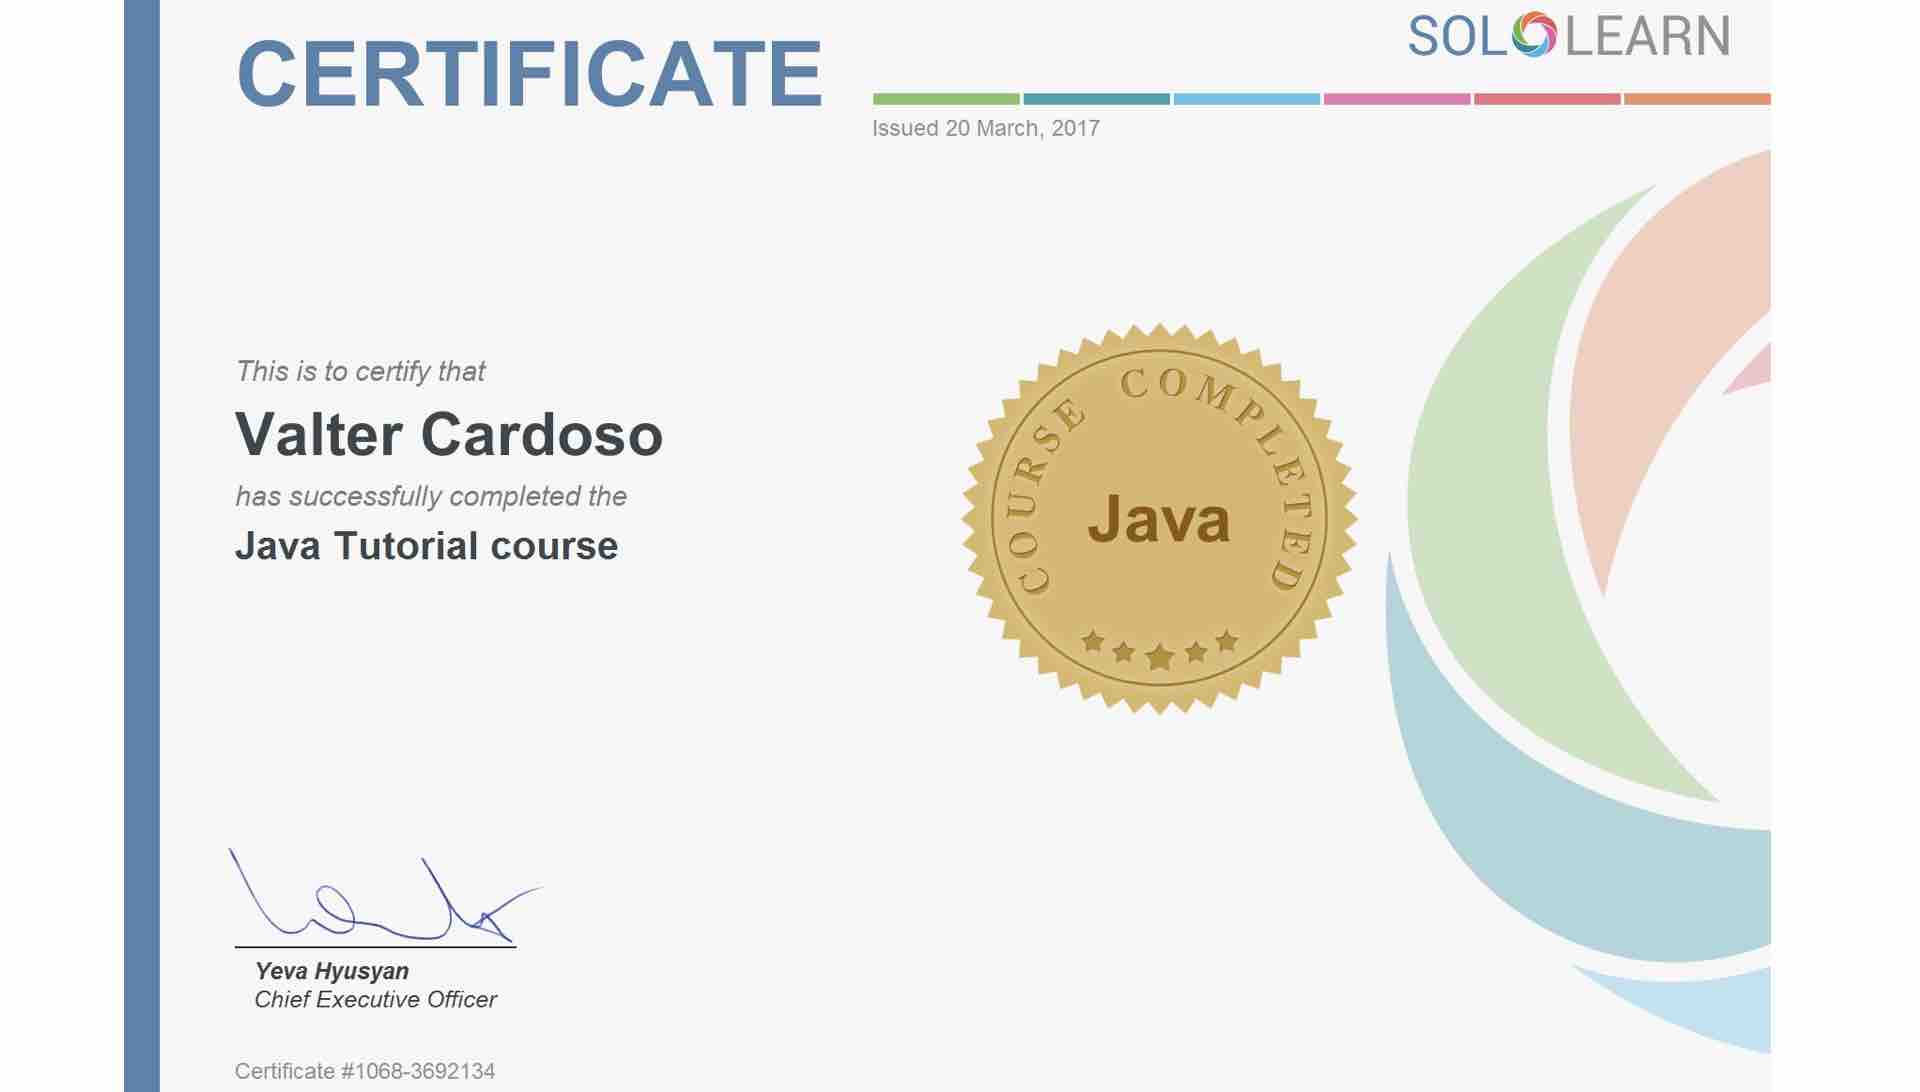 CERTIFICATE
SOLOLEARN
Issued 20 March, 2017
This is to certify that
Valter Cardoso
has successfully completed the
Java Tutorial course
COURSE COMPLETED
Java
Yeva Hyusyan
Chief Executive Officer
Certificate #1068-3692134